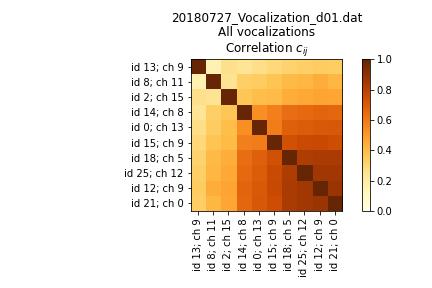 20180727_Vocalization_d01.dat
All vocalizations
Correlation c_ij
id 13; ch 9
id 8; ch 11
id 2; ch 15
id 14; ch 8
id 0; ch 13
id 15; ch 9
id 18; ch 5
id 25; ch 12
id 12; ch 9
id 21; ch 0
1.0
0.8
0.6
0.4
0.2
0.0
id 13; ch 9
id 8; ch 11
id 2; ch 15
id 14; ch 8
id 0; ch 13
id 15; ch 9
id 18; ch 5
id 25; ch 12
id 12; ch 9
id 21; ch 0